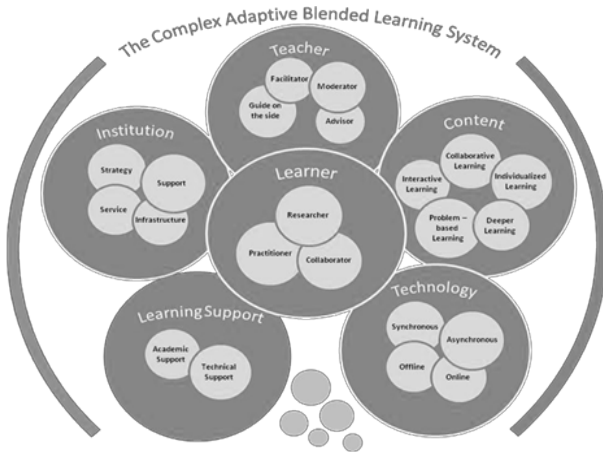 The Complex Adaptive Blended Learning System
Teacher
Facilitator
Moderator
Guide on
the side
Advisor
Institution
Strategy
Support
Service
Infrastructure
Content
Collaborative
Learning
Interactive
Learning
Individualized
Learning
Problem –
based Learning
Deeper
Learning
Learner
Researcher
Practitioner
Collaborator
Learning Support
Academic
Support
Technical
Support
Technology
Synchronous
Asynchronous
Offline
Online